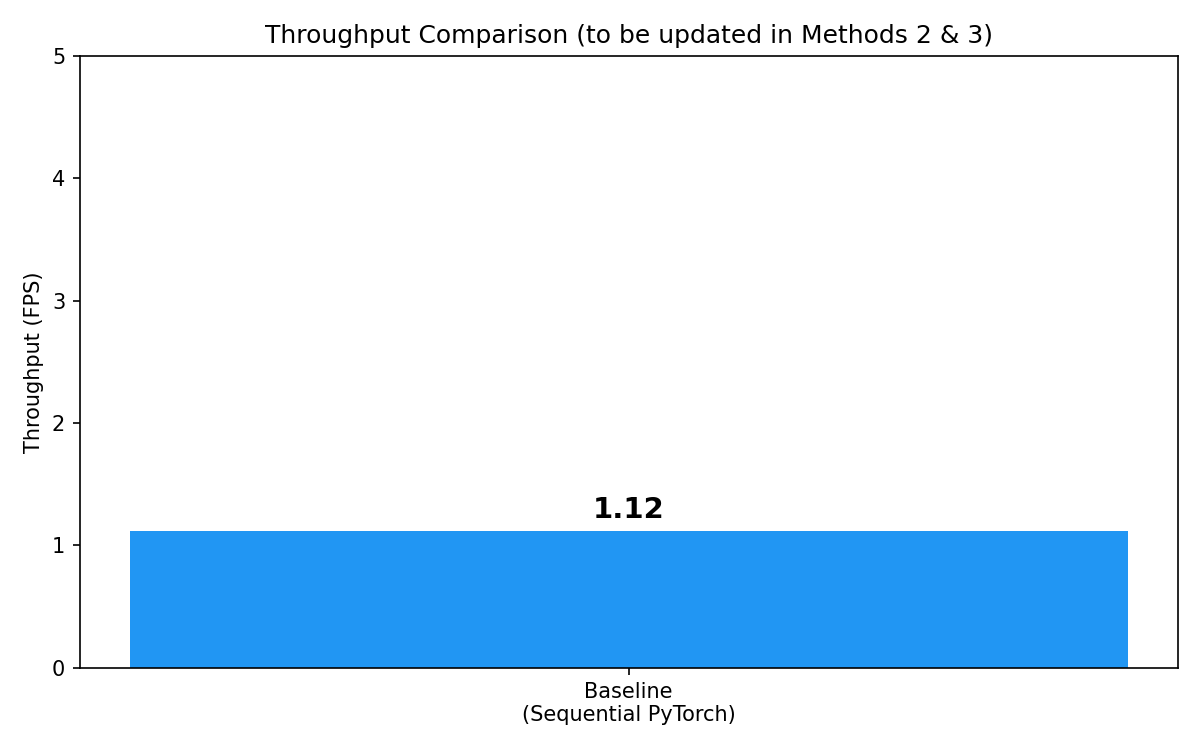 Throughput Comparison (to be updated in Methods 2 & 3)
Throughput (FPS)
5
4
3
2
1
0
1.12
Baseline
(Sequential PyTorch)